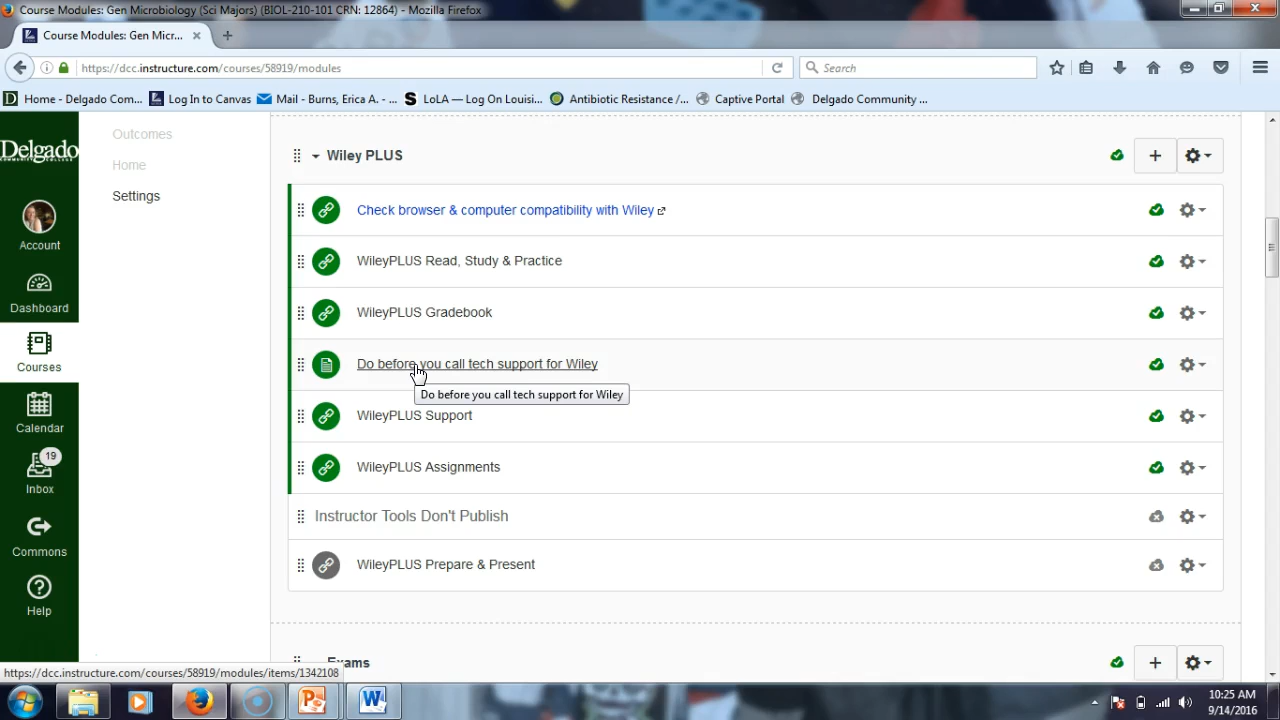 Course Modules: Gen Microbiology (Sci Majors) (BIOL-210-101 CRN: 12864) - Mozilla Firefox
Course Modules: Gen Micr...
https://dcc.instructure.com/courses/58919/modules
Search
Home - Delgado Com...
Log In to Canvas
Mail - Burns, Erica A. - ...
LoLA — Log On Louisi...
Antibiotic Resistance /...
Captive Portal
Delgado Community ...
Delgado
COMMUNITY COLLEGE
Account
Dashboard
Courses
Calendar
19
Inbox
Commons
Help
Outcomes
Home
Settings
Wiley PLUS
Check browser & computer compatibility with Wiley
WileyPLUS Read, Study & Practice
WileyPLUS Gradebook
Do before you call tech support for Wiley
Do before you call tech support for Wiley
WileyPLUS Support
WileyPLUS Assignments
Instructor Tools Don't Publish
WileyPLUS Prepare & Present
Exams
https://dcc.instructure.com/courses/58919/modules/items/1342108
10:25 AM
9/14/2016